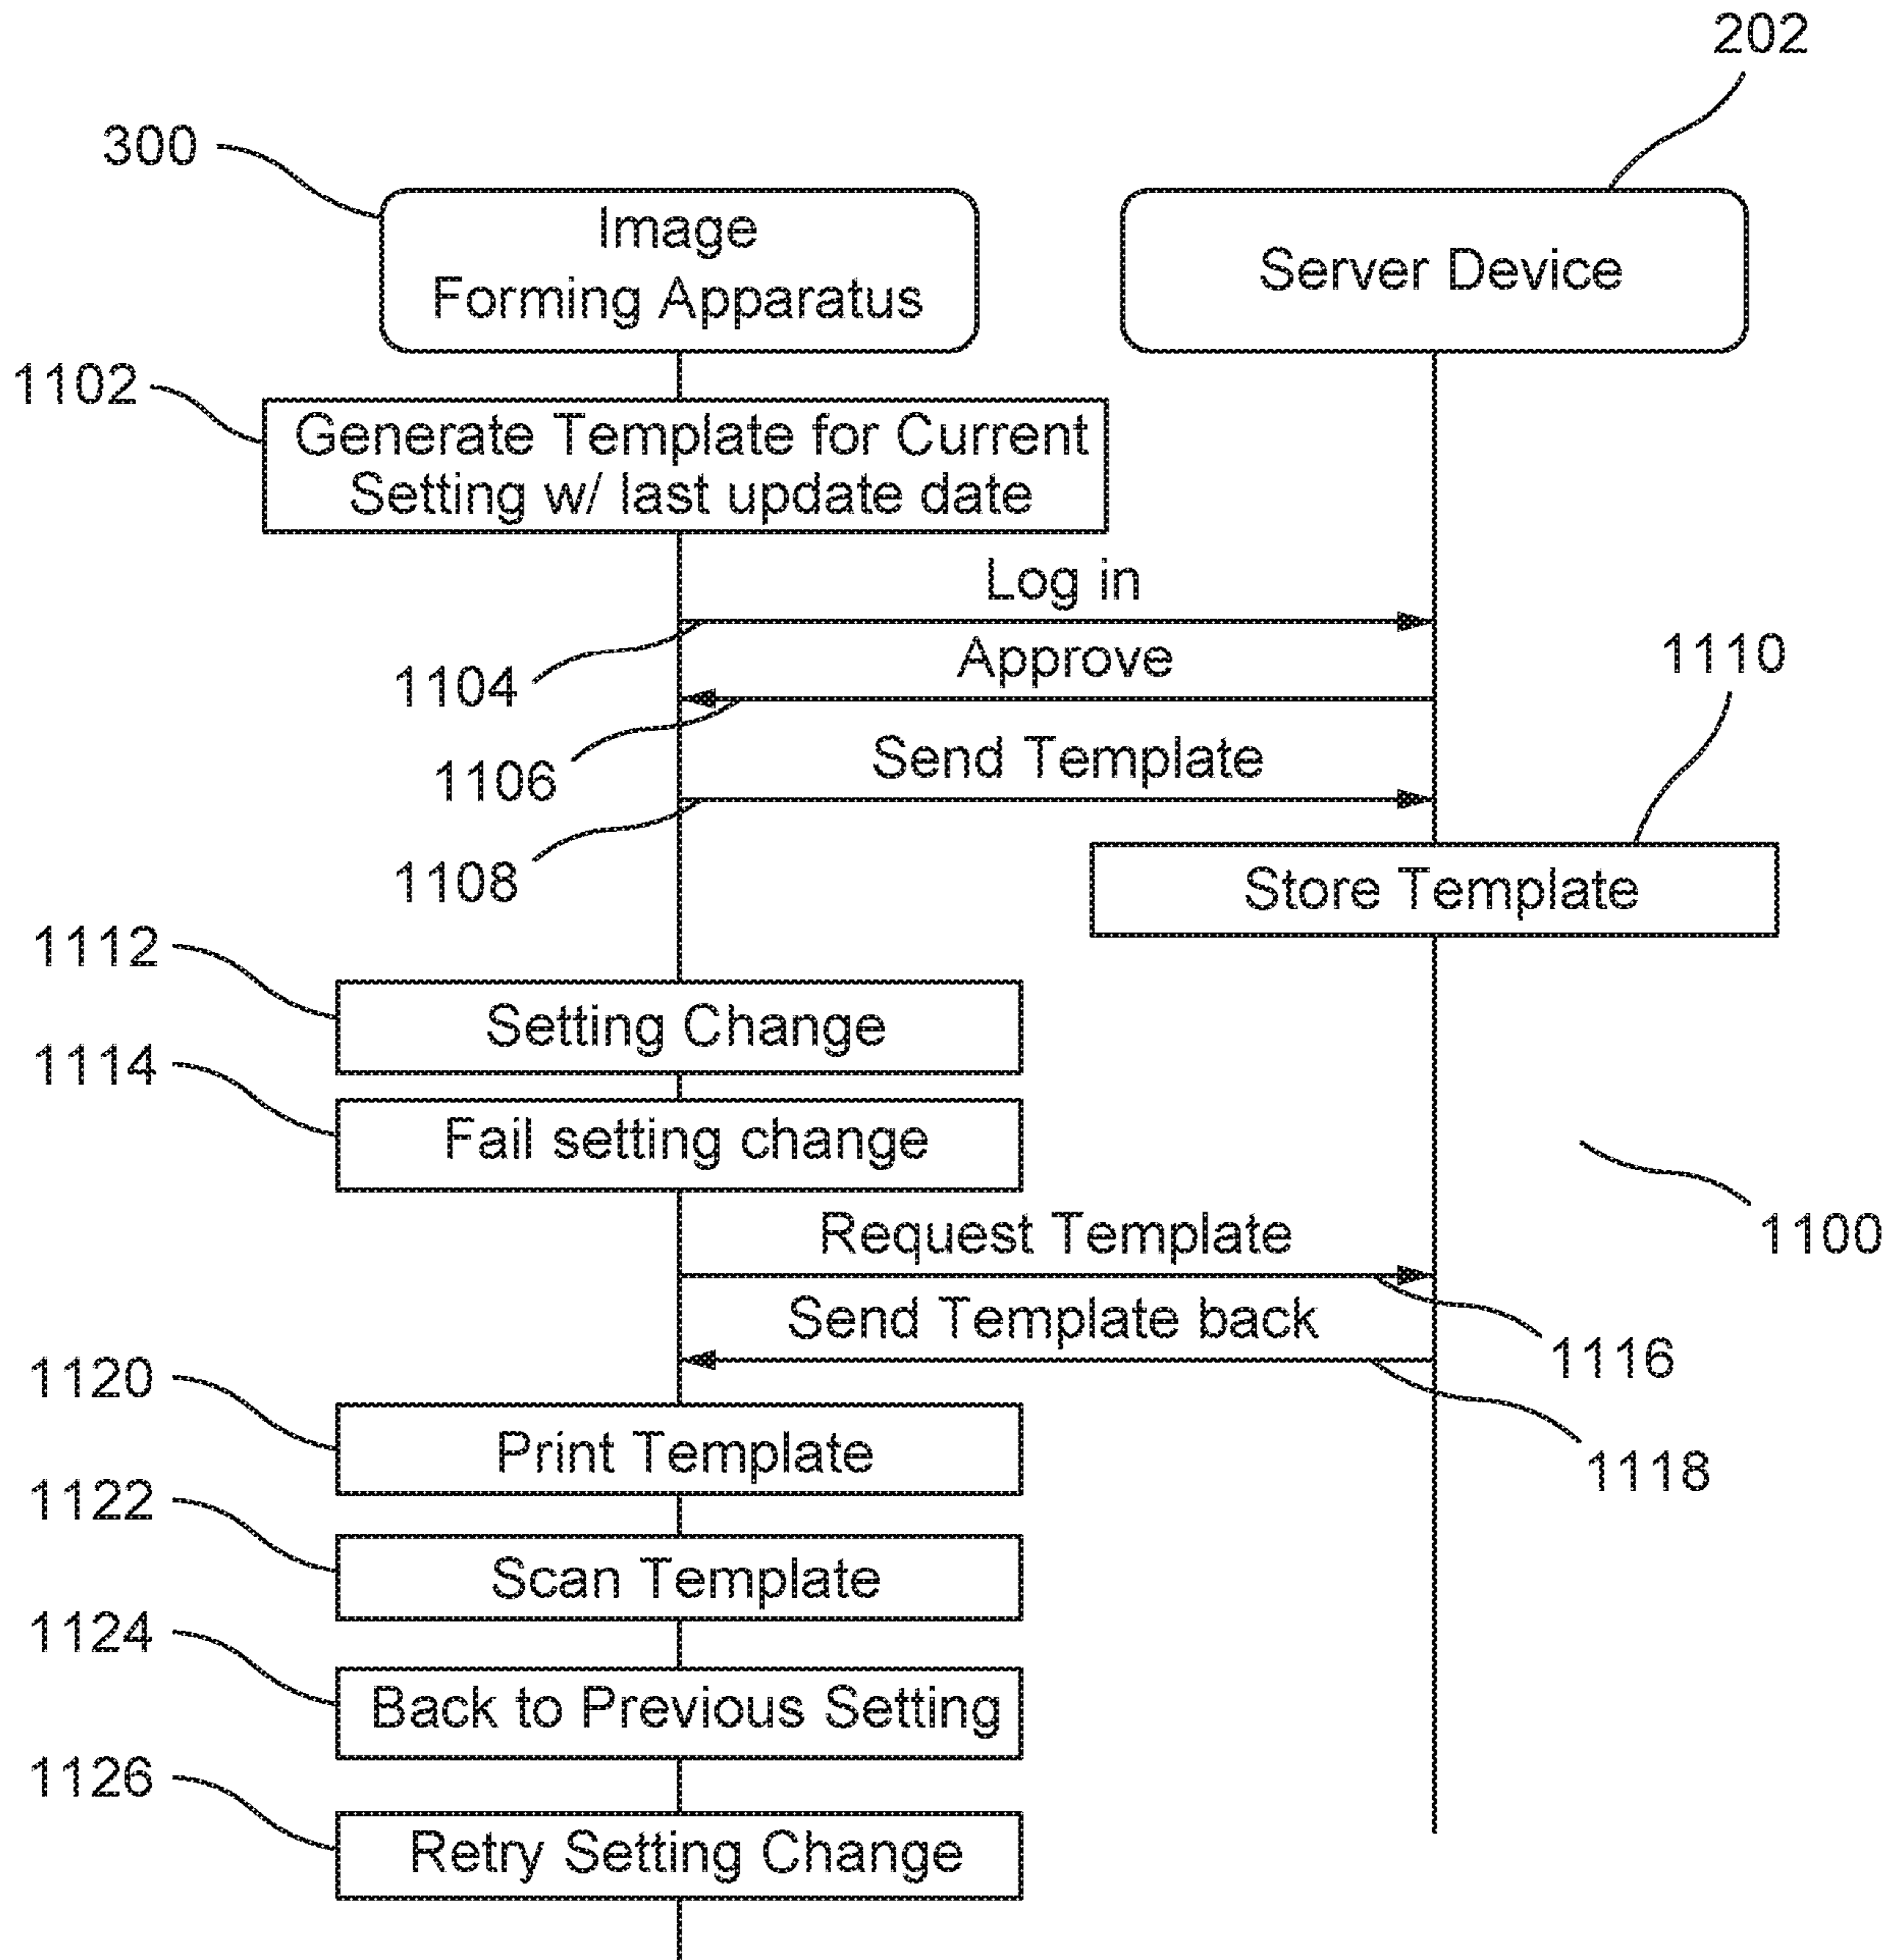 202
300
Image
Forming Apparatus
Server Device
1102
Generate Template for Current
Setting w/ last update date
Log in
1104
Approve
1110
1106
Send Template
1108
Store Template
1112
Setting Change
1114
Fail setting change
Request Template
1100
Send Template back
1116
1120
Print Template
1118
1122
Scan Template
1124
Back to Previous Setting
1126
Retry Setting Change